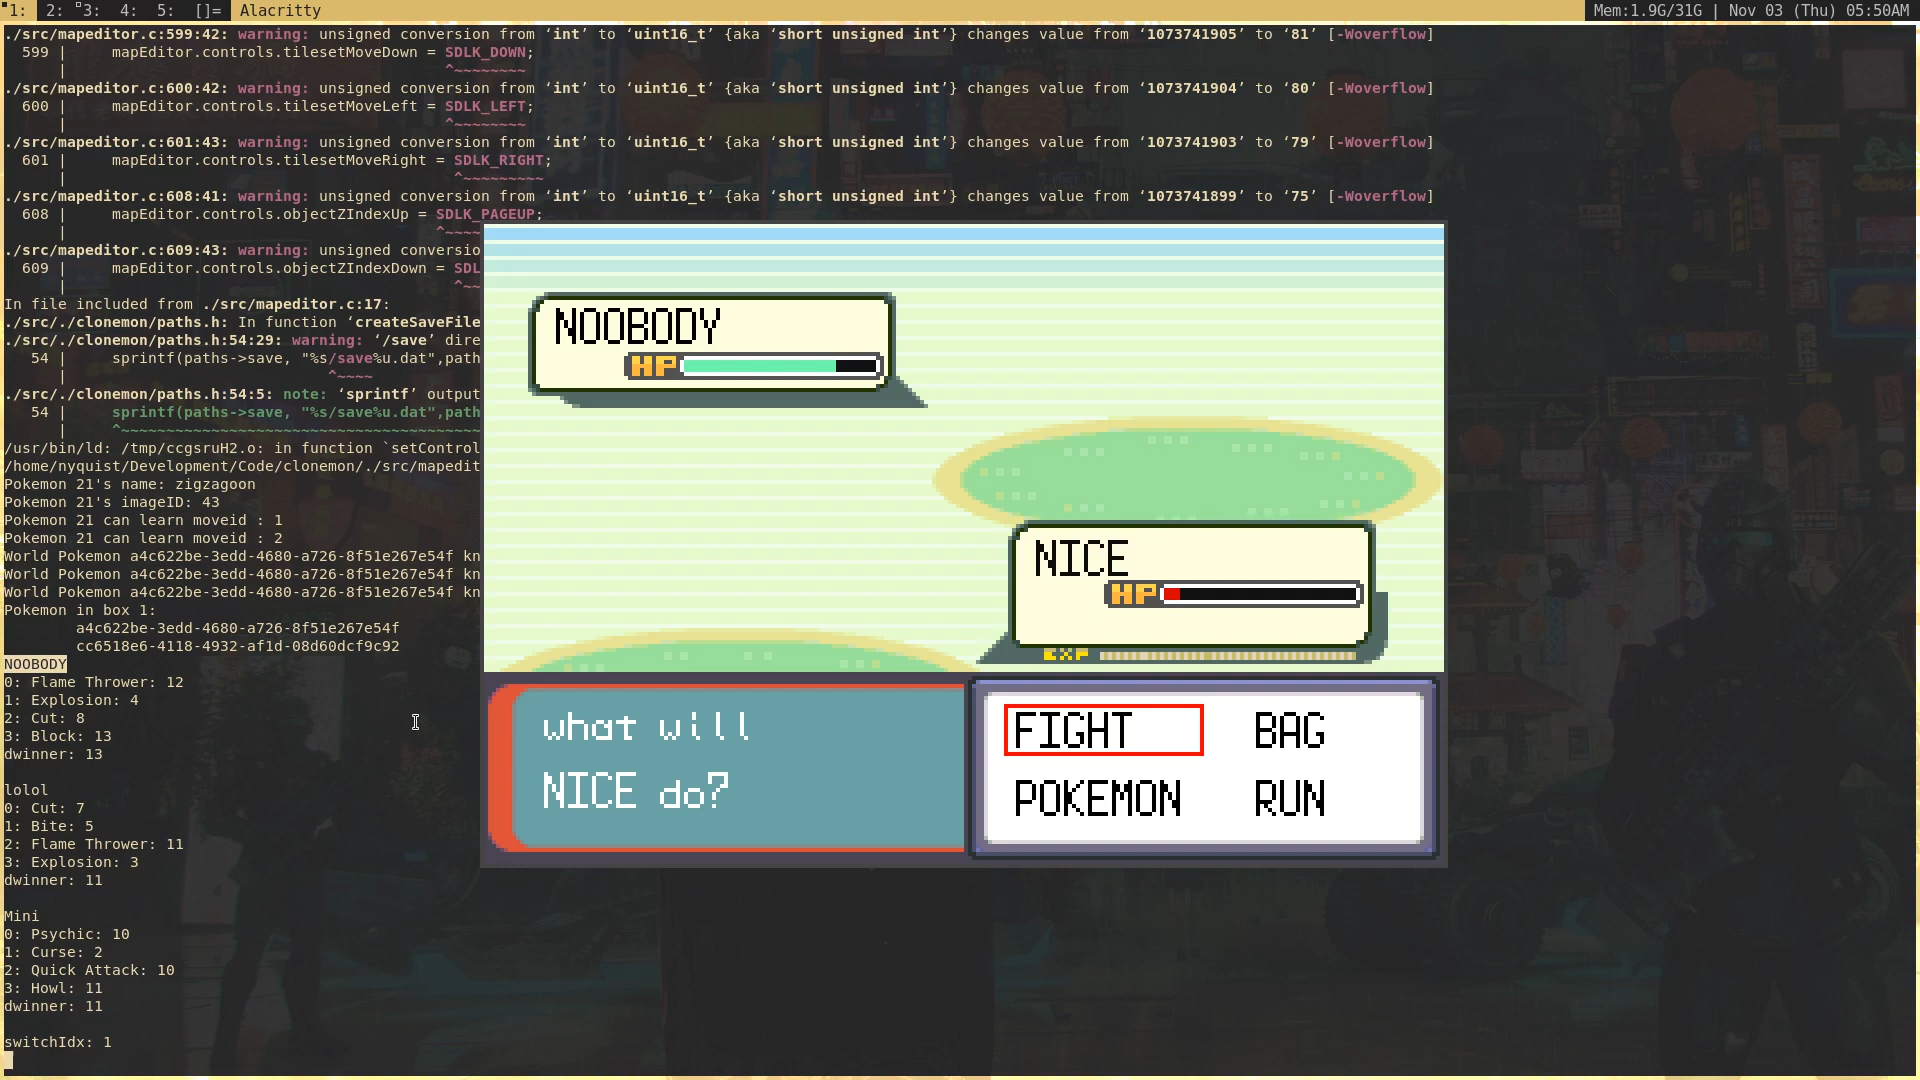 1: 2: 3: 4: 5: []= Alacritty Mem:1.9G/31G | Nov 03 (Thu) 05:50AM
./src/mapeditor.c:599:42: warning: unsigned conversion from ‘int’ to ‘uint16_t’ {aka ‘short unsigned int’} changes value from ‘1073741905’ to ‘81’ [-Woverflow]
599 | mapEditor.controls.tilesetMoveDown = SDLK_DOWN;
| ^~~~~~~~~
./src/mapeditor.c:600:42: warning: unsigned conversion from ‘int’ to ‘uint16_t’ {aka ‘short unsigned int’} changes value from ‘1073741904’ to ‘80’ [-Woverflow]
600 | mapEditor.controls.tilesetMoveLeft = SDLK_LEFT;
| ^~~~~~~~~
./src/mapeditor.c:601:43: warning: unsigned conversion from ‘int’ to ‘uint16_t’ {aka ‘short unsigned int’} changes value from ‘1073741903’ to ‘79’ [-Woverflow]
601 | mapEditor.controls.tilesetMoveRight = SDLK_RIGHT;
| ^~~~~~~~~~
./src/mapeditor.c:608:41: warning: unsigned conversion from ‘int’ to ‘uint16_t’ {aka ‘short unsigned int’} changes value from ‘1073741899’ to ‘75’ [-Woverflow]
608 | mapEditor.controls.objectZIndexUp = SDLK_PAGEUP;
| ^~~~~
./src/mapeditor.c:609:43: warning: unsigned conversio
609 | mapEditor.controls.objectZIndexDown = SDL
| ^~~
In file included from ./src/mapeditor.c:17:
./src/./clonemon/paths.h: In function ‘createSaveFile
./src/./clonemon/paths.h:54:29: warning: ‘/save’ dire
54 | sprintf(paths->save, "%s/save%u.dat",path
| ^~~~~
./src/./clonemon/paths.h:54:5: note: ‘sprintf’ output
54 | sprintf(paths->save, "%s/save%u.dat",path
| ^~~~~~~~~~~~~~~~~~~~~~~~~~~~~~~~~~~~~~~~~
/usr/bin/ld: /tmp/ccgsruH2.o: in function `setControl
/home/nyquist/Development/Code/clonemon/./src/mapedit
Pokemon 21's name: zigzagoon
Pokemon 21's imageID: 43
Pokemon 21 can learn moveid : 1
Pokemon 21 can learn moveid : 2
World Pokemon a4c622be-3edd-4680-a726-8f51e267e54f kn
World Pokemon a4c622be-3edd-4680-a726-8f51e267e54f kn
World Pokemon a4c622be-3edd-4680-a726-8f51e267e54f kn
Pokemon in box 1:
a4c622be-3edd-4680-a726-8f51e267e54f
cc6518e6-4118-4932-af1d-08d60dcf9c92
NOOBODY
0: Flame Thrower: 12
1: Explosion: 4
2: Cut: 8
3: Block: 13
dwinner: 13
lolol
0: Cut: 7
1: Bite: 5
2: Flame Thrower: 11
3: Explosion: 3
dwinner: 11
Mini
0: Psychic: 10
1: Curse: 2
2: Quick Attack: 10
3: Howl: 11
dwinner: 11
switchIdx: 1
NOOBODY
HP
NICE
HP
EXP
what will
NICE do?
FIGHT BAG
POKEMON RUN